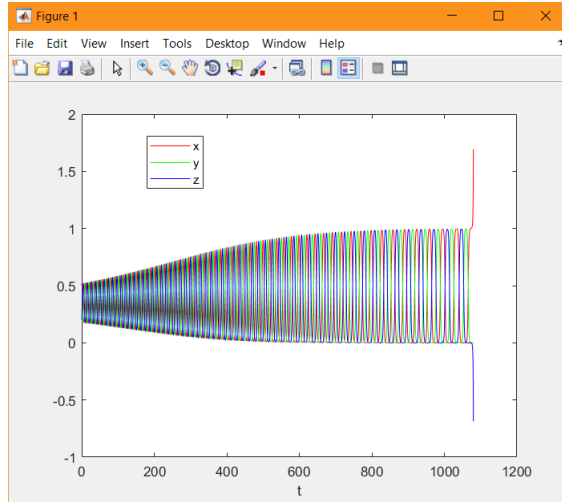 Figure 1
File Edit View Insert Tools Desktop Window Help
2
1.5
1
0.5
0
-0.5
-1
x
y
z
0 200 400 600 800 1000 1200
t